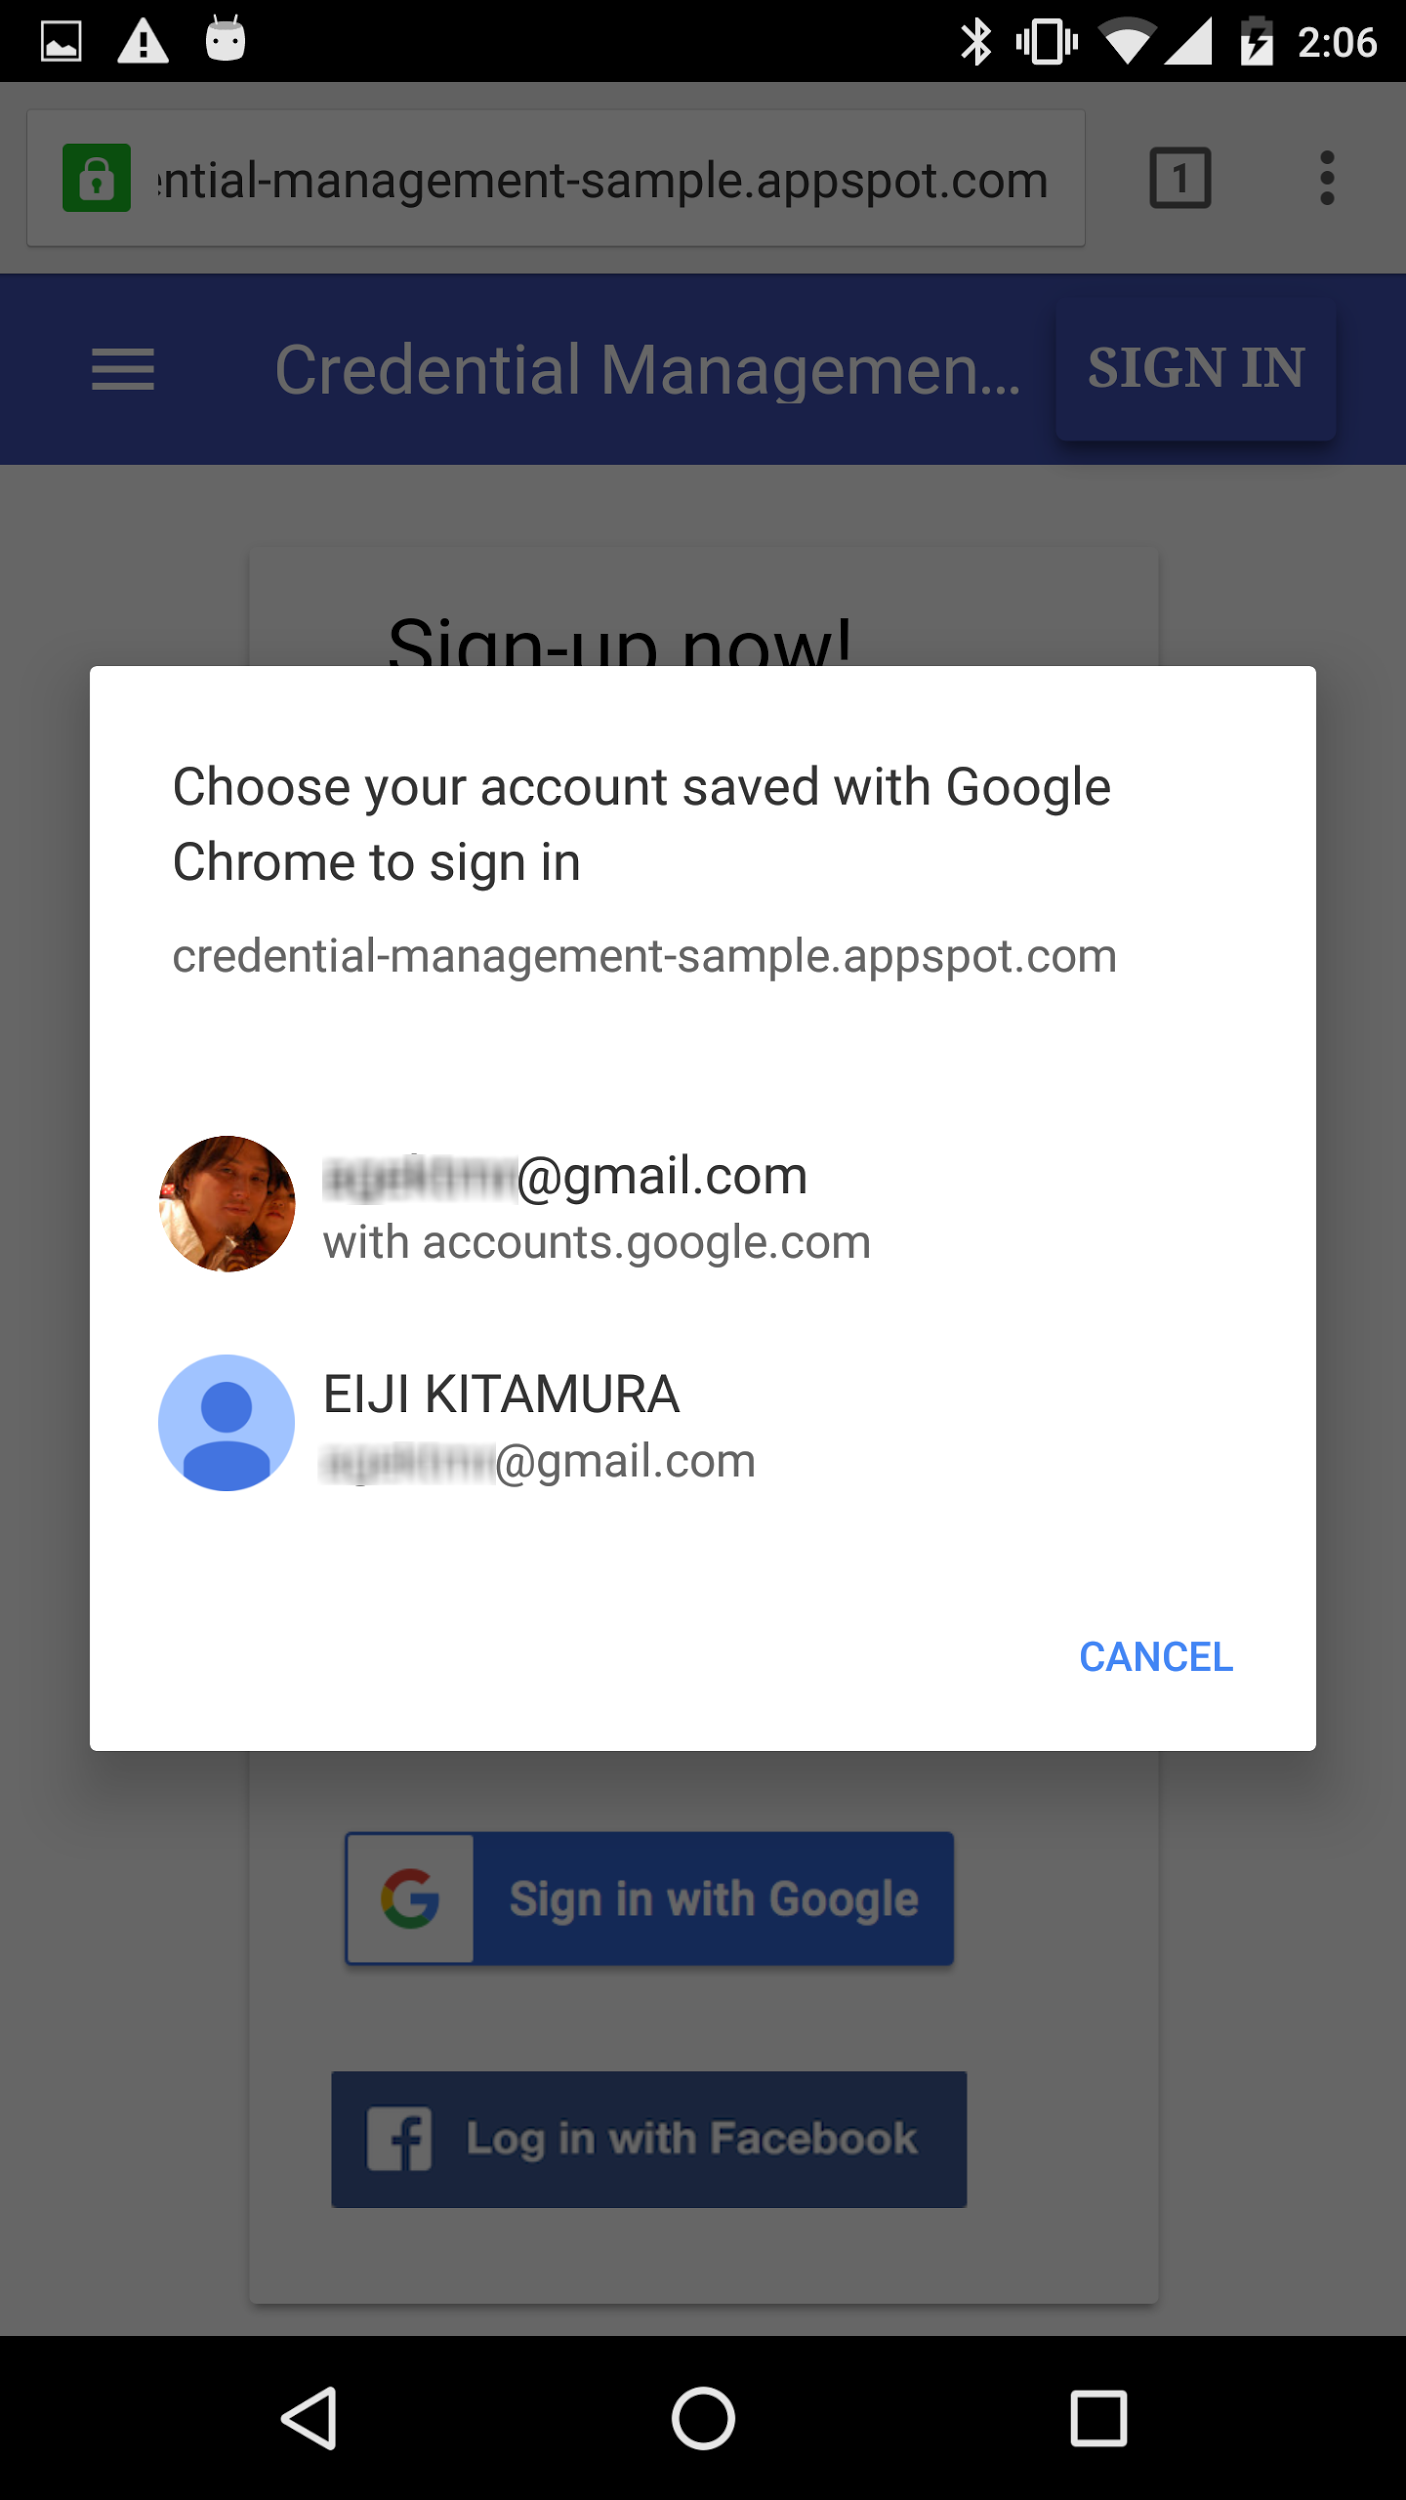 2:06
ntial-management-sample.appspot.com
1
Credential Managemen...
SIGN IN
Sign-up now!
Choose your account saved with Google
Chrome to sign in
credential-management-sample.appspot.com
@gmail.com
with accounts.google.com
EIJI KITAMURA
@gmail.com
CANCEL
Sign in with Google
Log in with Facebook